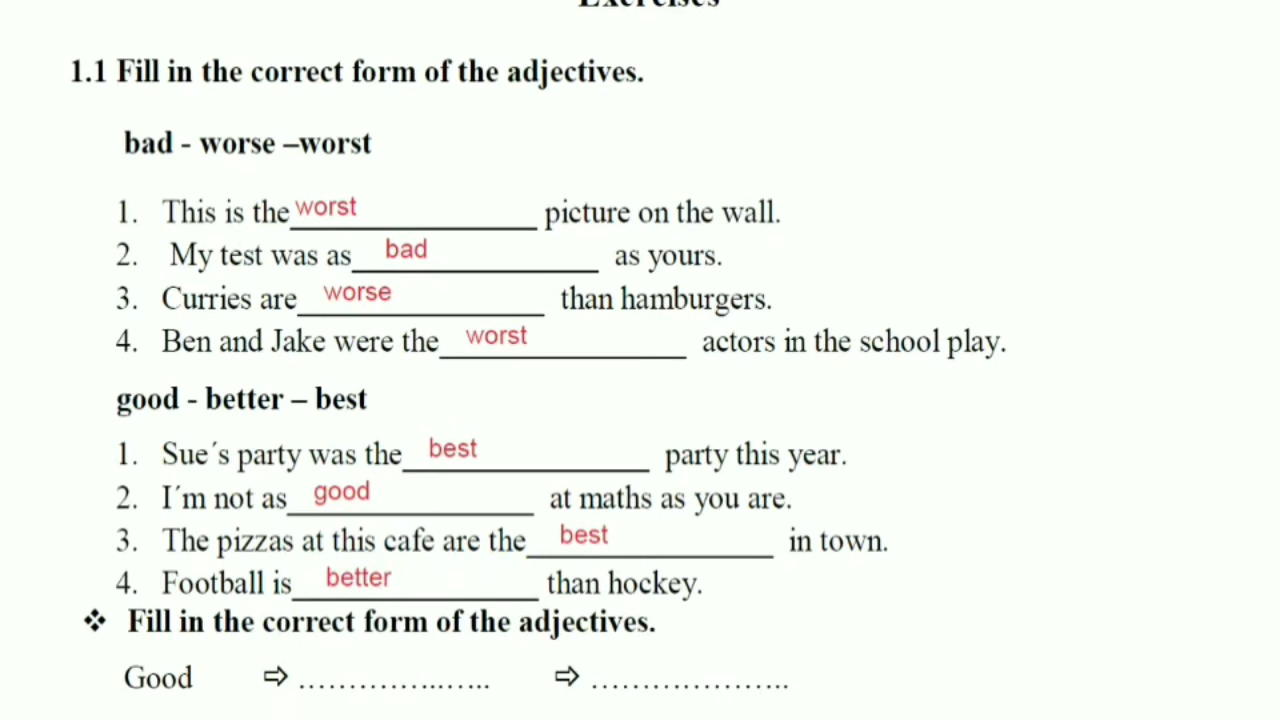 Exercises
1.1 Fill in the correct form of the adjectives.
bad - worse –worst
1. This is the worst picture on the wall.
2. My test was as bad as yours.
3. Curries are worse than hamburgers.
4. Ben and Jake were the worst actors in the school play.
good - better – best
1. Sue´s party was the best party this year.
2. I´m not as good at maths as you are.
3. The pizzas at this cafe are the best in town.
4. Football is better than hockey.
❖ Fill in the correct form of the adjectives.
Good ⇨ ………………….. ⇨ …………………..